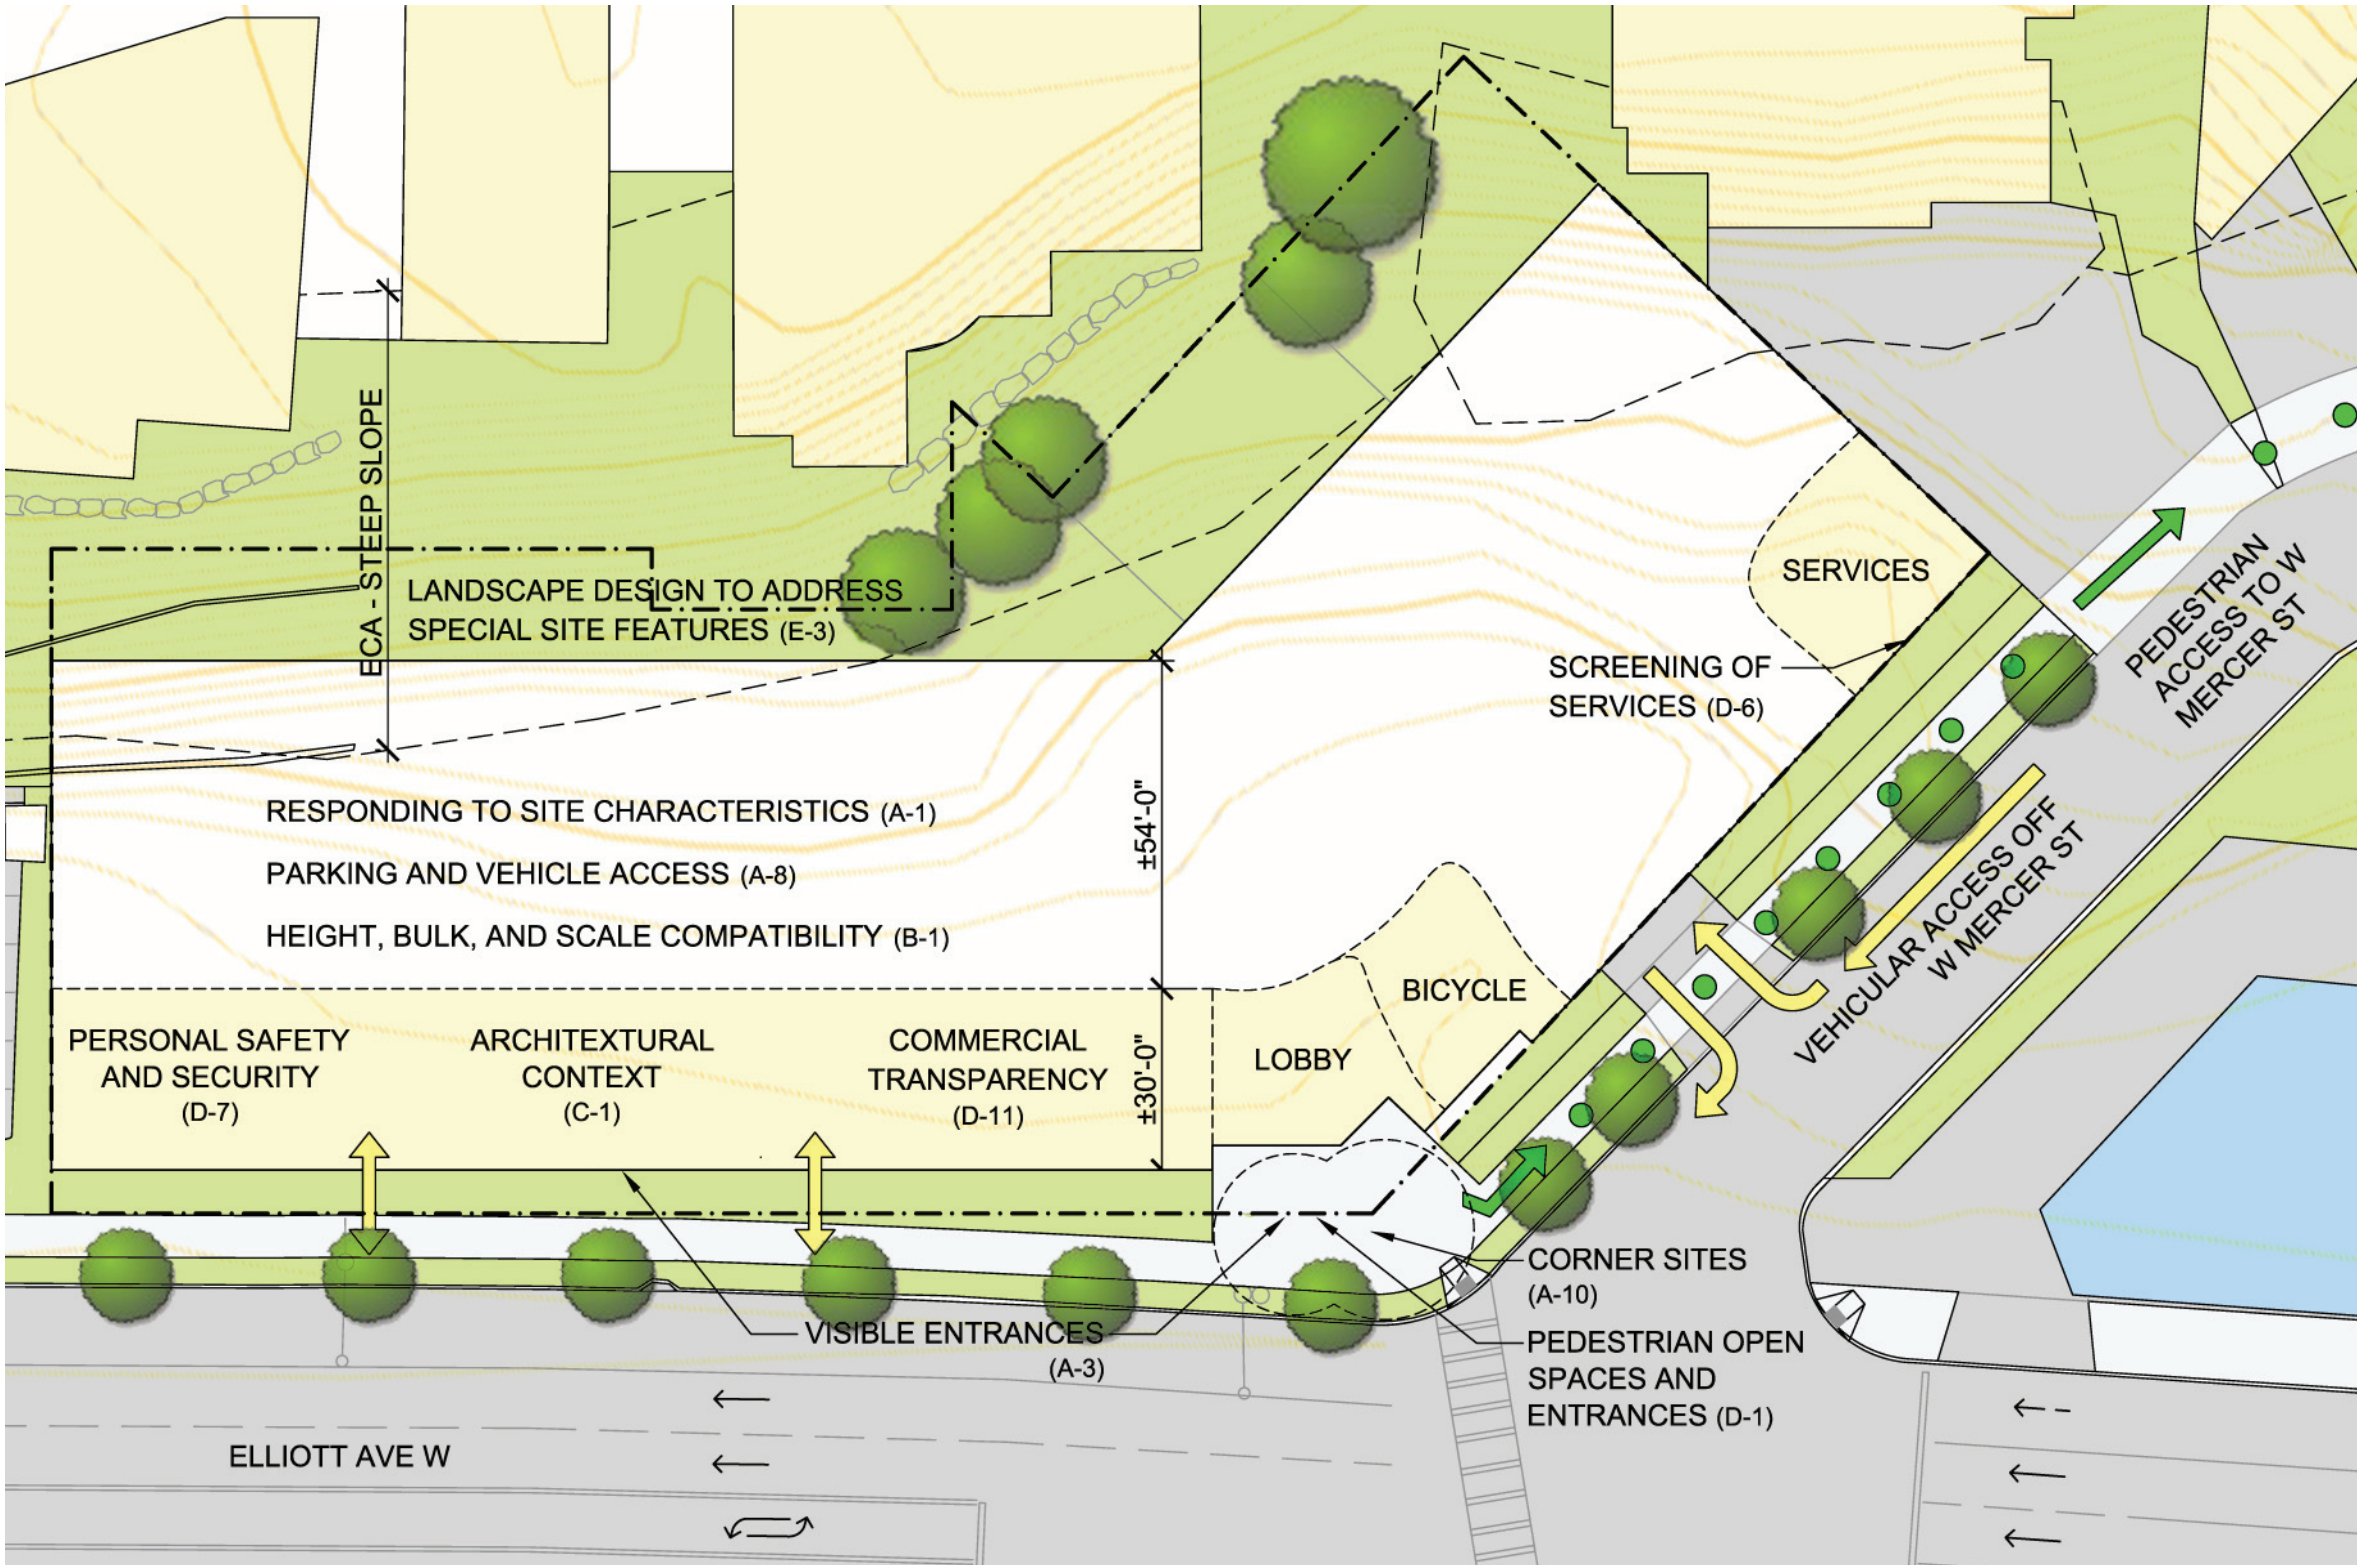 ECA - STEEP SLOPE
LANDSCAPE DESIGN TO ADDRESS
SPECIAL SITE FEATURES (E-3)
SERVICES
SCREENING OF
SERVICES (D-6)
PEDESTRIAN
ACCESS TO W
MERCER ST
RESPONDING TO SITE CHARACTERISTICS (A-1)
PARKING AND VEHICLE ACCESS (A-8)
HEIGHT, BULK, AND SCALE COMPATIBILITY (B-1)
±54'-0"
VEHICULAR ACCESS OFF
W MERCER ST
PERSONAL SAFETY
AND SECURITY
(D-7)
ARCHITEXTURAL
CONTEXT
(C-1)
COMMERCIAL
TRANSPARENCY
(D-11)
±30'-0"
LOBBY
BICYCLE
VISIBLE ENTRANCES
(A-3)
CORNER SITES
(A-10)
PEDESTRIAN OPEN
SPACES AND
ENTRANCES (D-1)
ELLIOTT AVE W